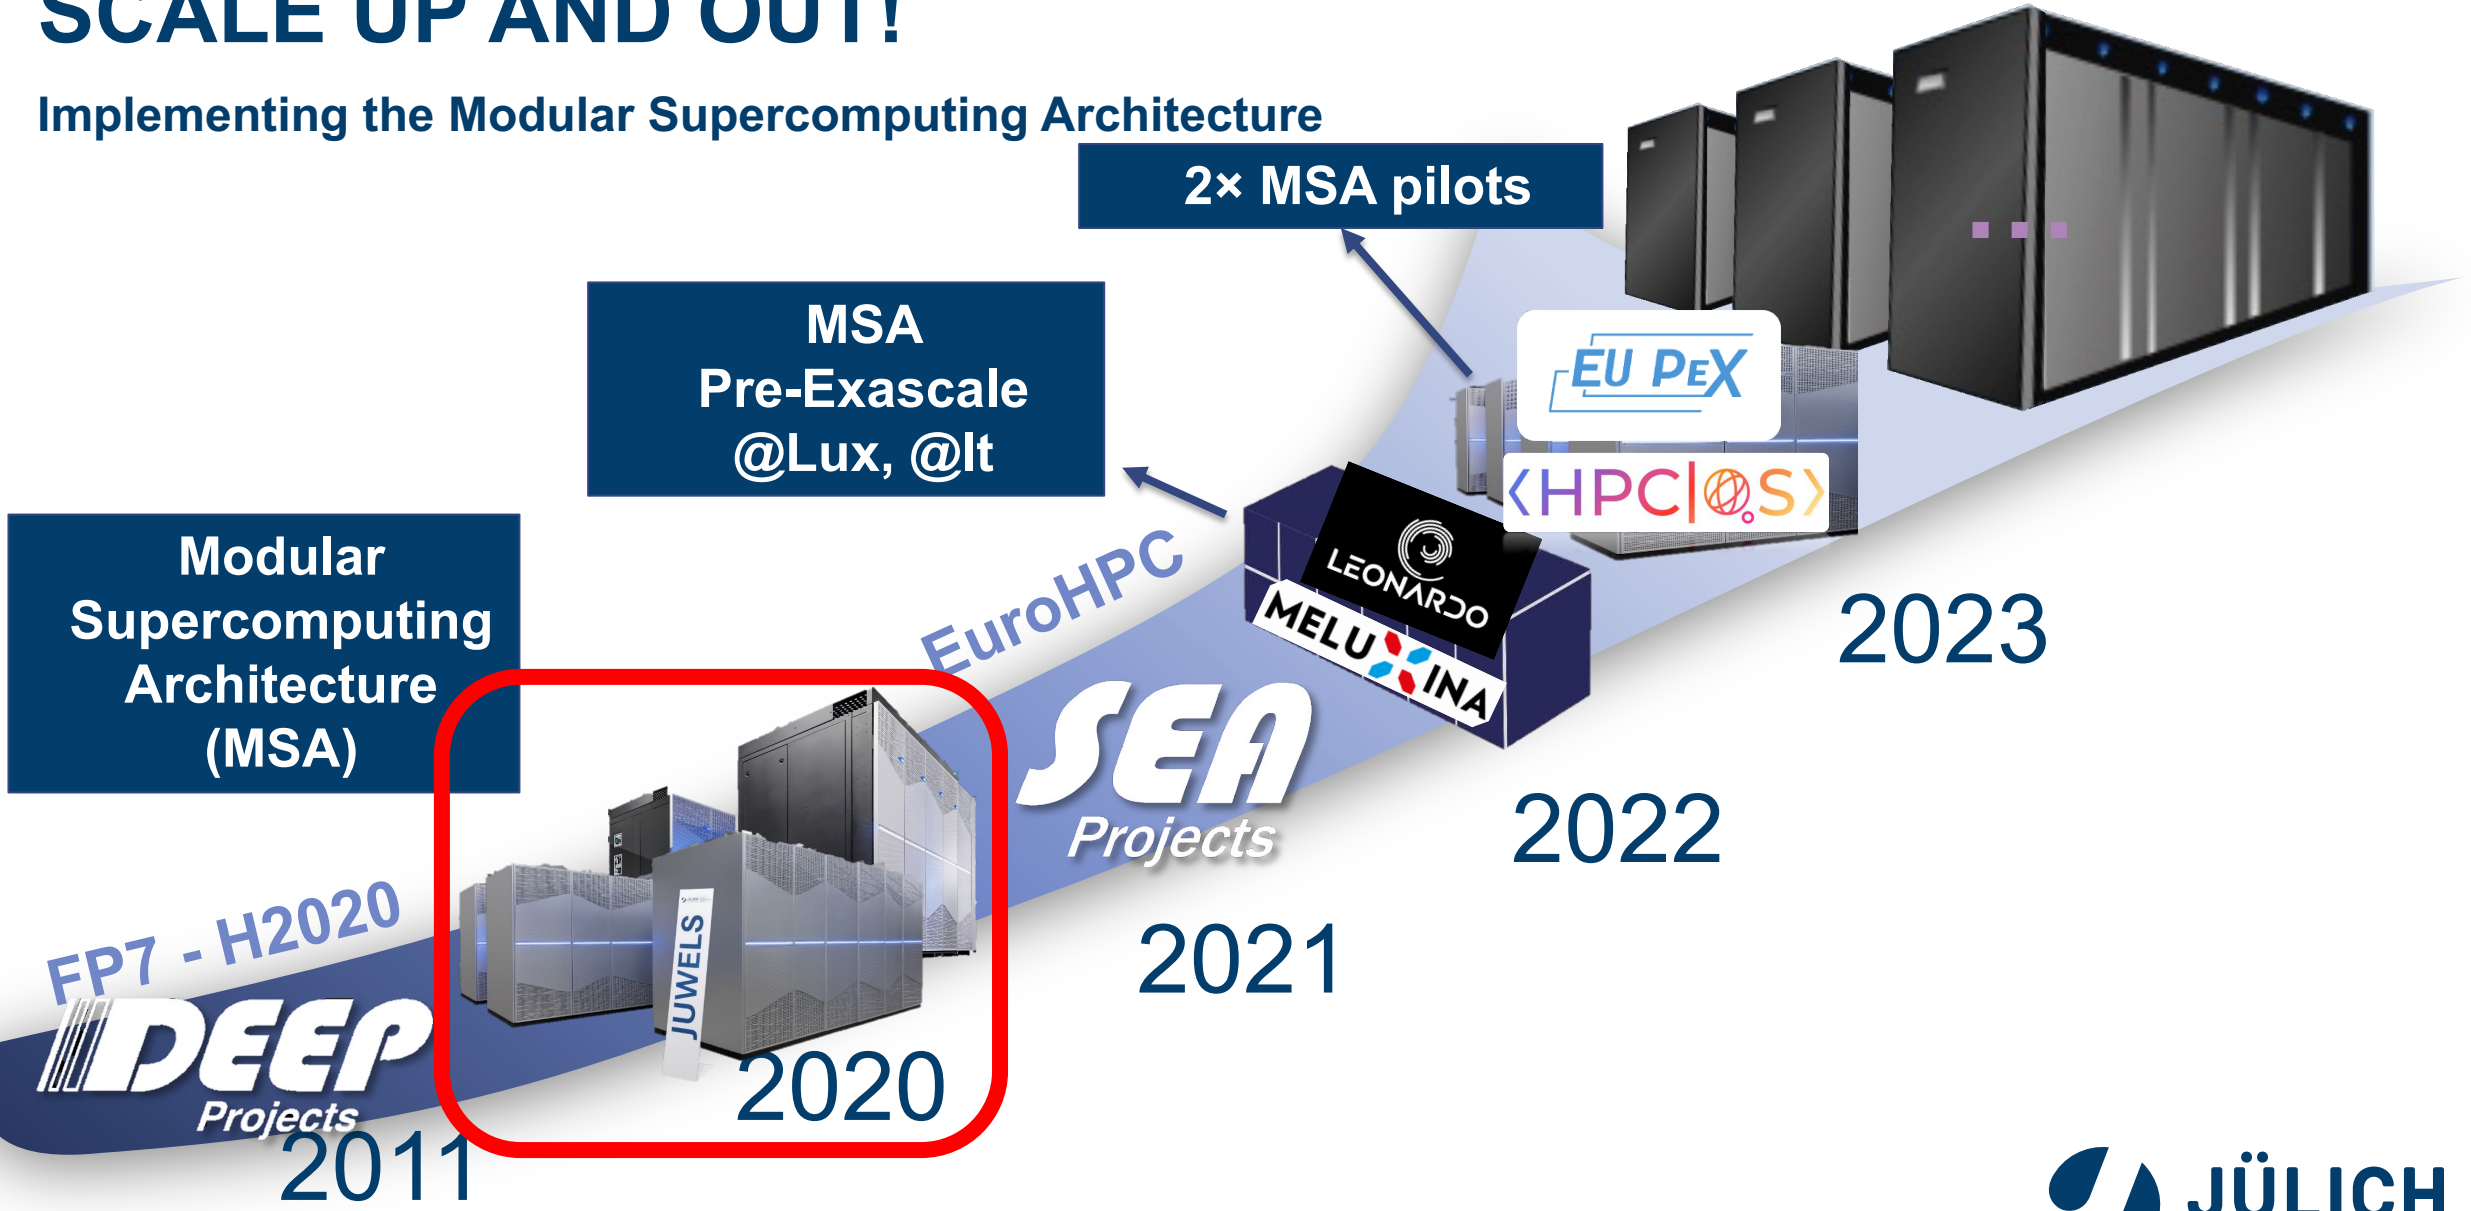 SCALE UP AND OUT!
Implementing the Modular Supercomputing Architecture
2× MSA pilots
MSA
Pre-Exascale
@Lux, @It
Modular
Supercomputing
Architecture
(MSA)
FP7 - H2020
EuroHPC
DEEP
Projects
2011
JUWELS
2020
SEA
Projects
2021
LEONARDO
MELUXINA
2022
EU PEX
<HPC|QS>
2023
...
JÜLICH